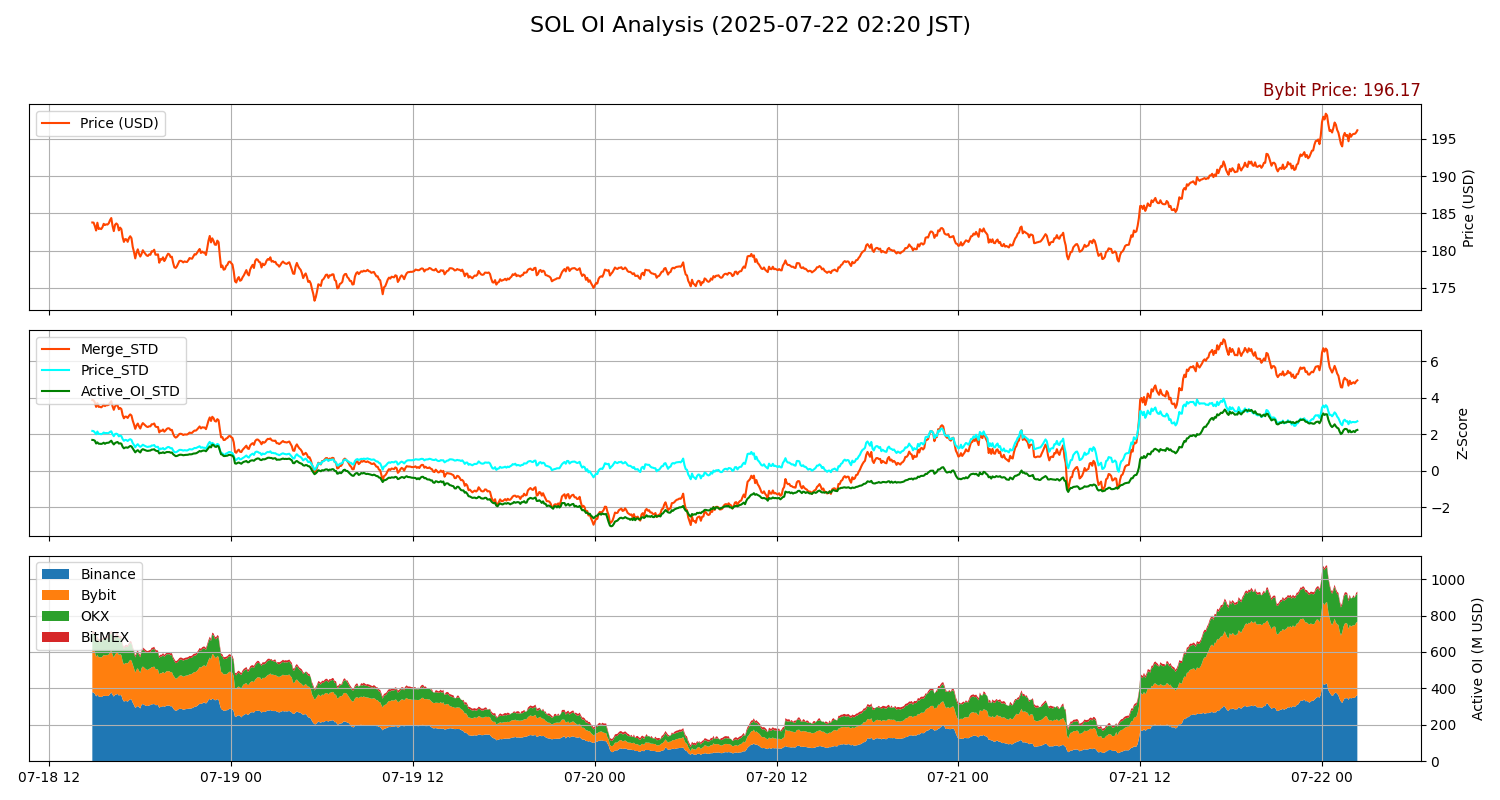 SOL OI Analysis (2025-07-22 02:20 JST)
Bybit Price: 196.17
Price (USD)
195
190
185
180
175
Price (USD)
Merge_STD
Price_STD
Active_OI_STD
6
4
2
0
−2
Z-Score
Binance
Bybit
OKX
BitMEX
1000
800
600
400
200
0
Active OI (M USD)
07-18 12
07-19 00
07-19 12
07-20 00
07-20 12
07-21 00
07-21 12
07-22 00